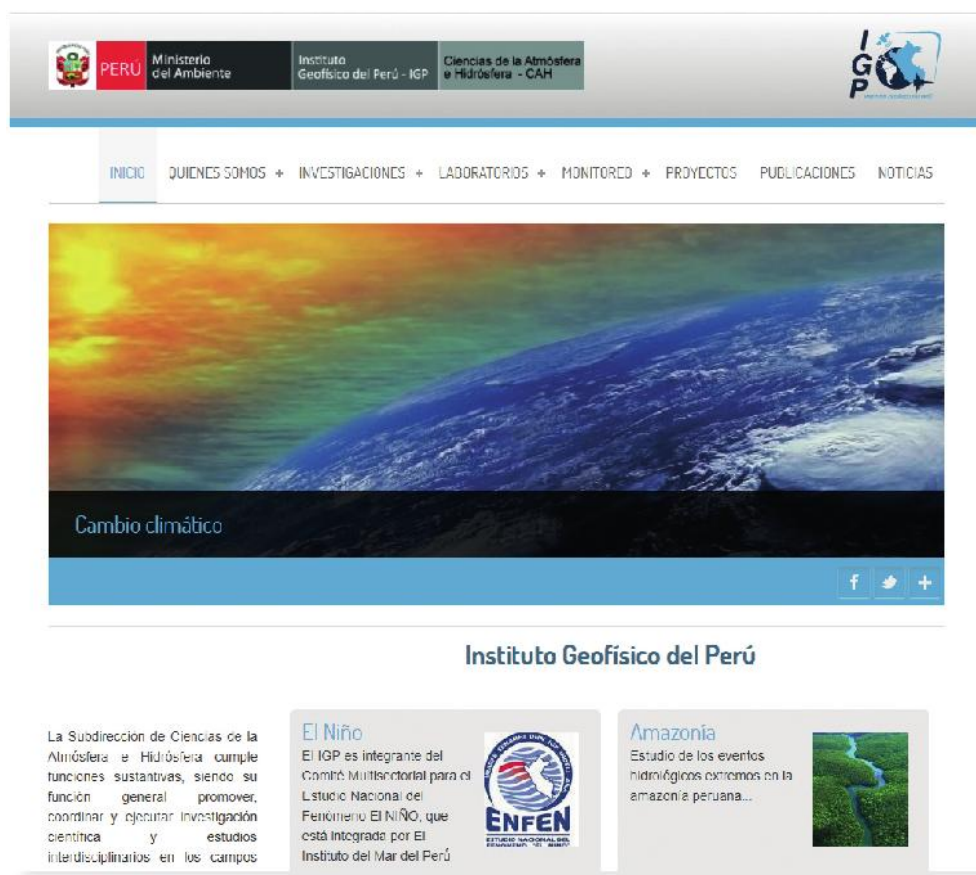 PERÚ
Ministerio
del Ambiente
Instituto
Geofísico del Perú - IGP
Ciencias de la Atmósfera
e Hidrósfera - CAH
IGP
INICIO QUIENES SOMOS + INVESTIGACIONES + LABORATORIOS + MONITOREO + PROYECTOS PUBLICACIONES NOTICIAS
Cambio climático
Instituto Geofísico del Perú
La Subdirección de Ciencias de la
Atmósfera e Hidrósfera cumple
funciones sustantivas, siendo su
función general promover,
coordinar y ejecutar investigación
científica y estudios
interdisciplinarios en los campos
El Niño
El IGP es integrante del
Comité Multisectorial para el
Estudio Nacional del
Fenómeno El NIÑO, que
está integrada por El
Instituto del Mar del Perú
ENFEN
ESTUDIO NACIONAL DEL
FENOMENO "EL NIÑO"
Amazonía
Estudio de los eventos
hidrológicos extremos en la
amazonía peruana...